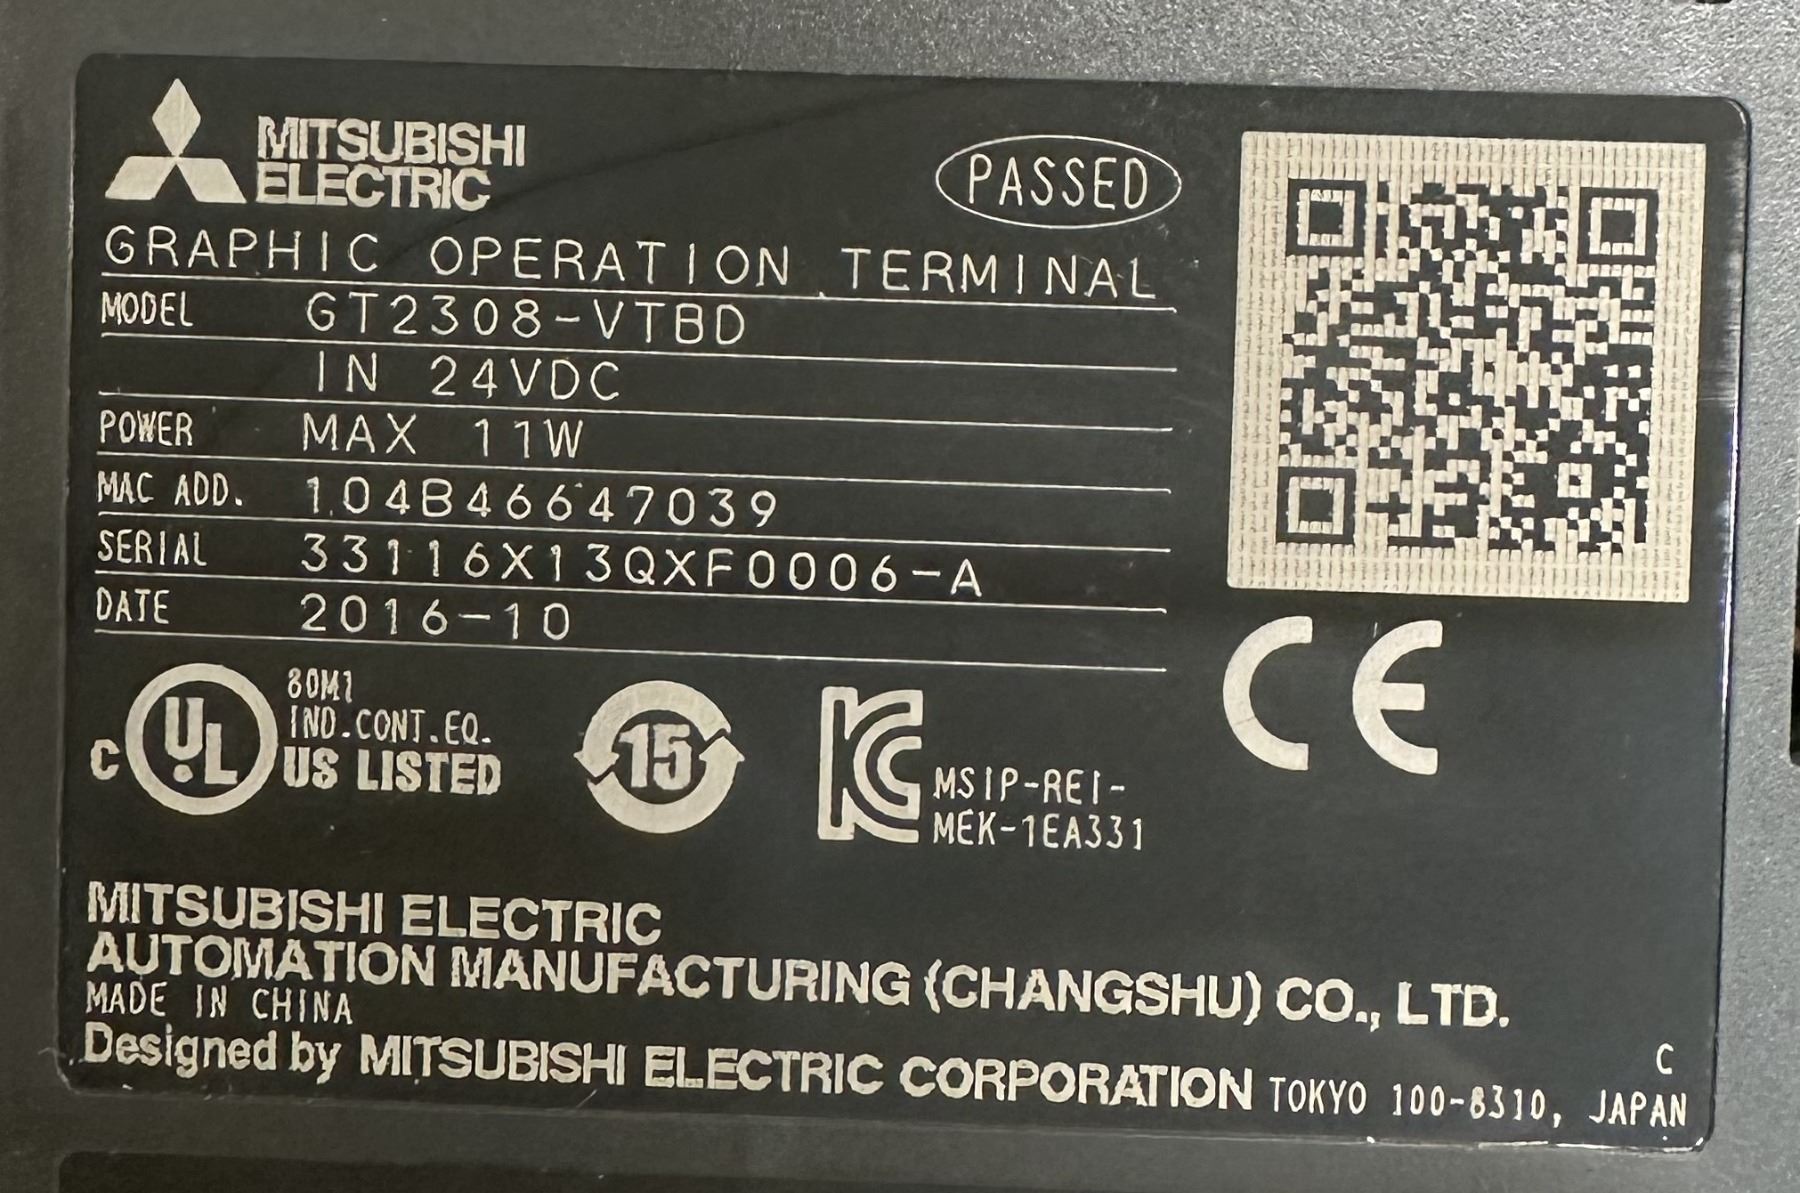 MITSUBISHI
ELECTRIC
PASSED
GRAPHIC OPERATION TERMINAL
MODEL GT2308-VTBD
IN 24VDC
POWER MAX 11W
MAC ADD. 104B46647039
SERIAL 33116X13QXF0006-A
DATE 2016-10
C UL US LISTED
80M1
IND.CONT.EQ.
15
KC
MSIP-REI-
MEK-1EA331
CE
MITSUBISHI ELECTRIC
AUTOMATION MANUFACTURING (CHANGSHU) CO., LTD.
MADE IN CHINA
C
Designed by MITSUBISHI ELECTRIC CORPORATION TOKYO 100-8310, JAPAN